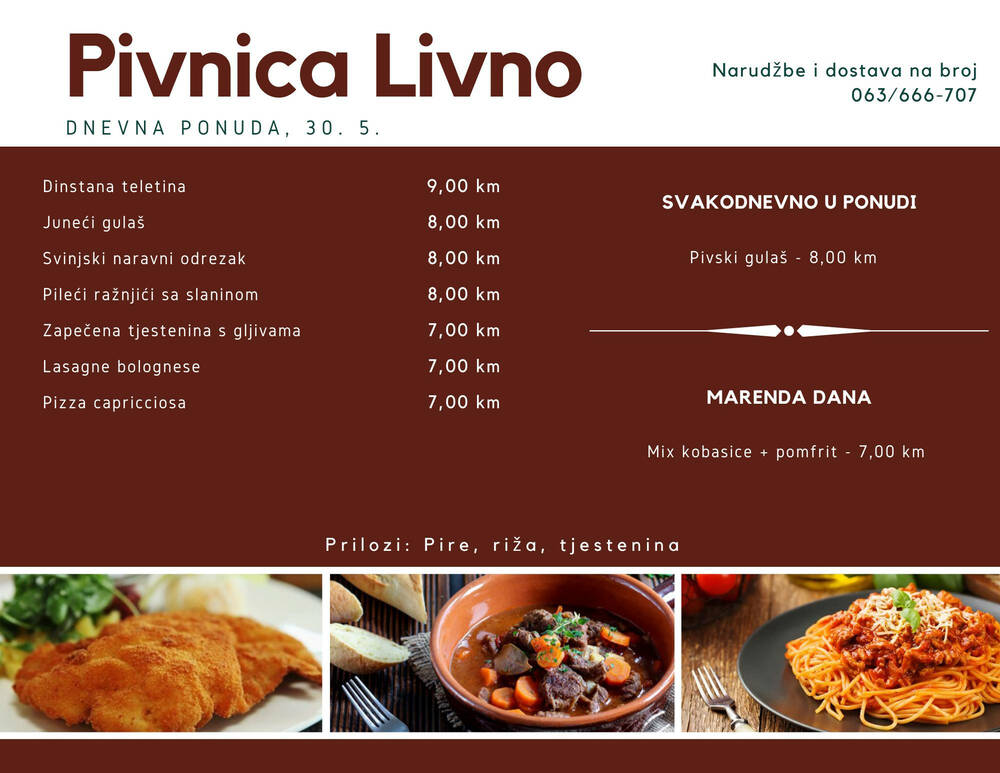 Pivnica Livno
DNEVNA PONUDA, 30. 5.
Narudžbe i dostava na broj
063/666-707
Dinstana teletina 9,00 km
Juneći gulaš 8,00 km
Svinjski naravni odrezak 8,00 km
Pileći ražnjići sa slaninom 8,00 km
Zapečena tjestenina s gljivama 7,00 km
Lasagne bolognese 7,00 km
Pizza capricciosa 7,00 km
SVAKODNEVNO U PONUDI
Pivski gulaš - 8,00 km
MARENDA DANA
Mix kobasice + pomfrit - 7,00 km
Prilozi: Pire, riža, tjestenina